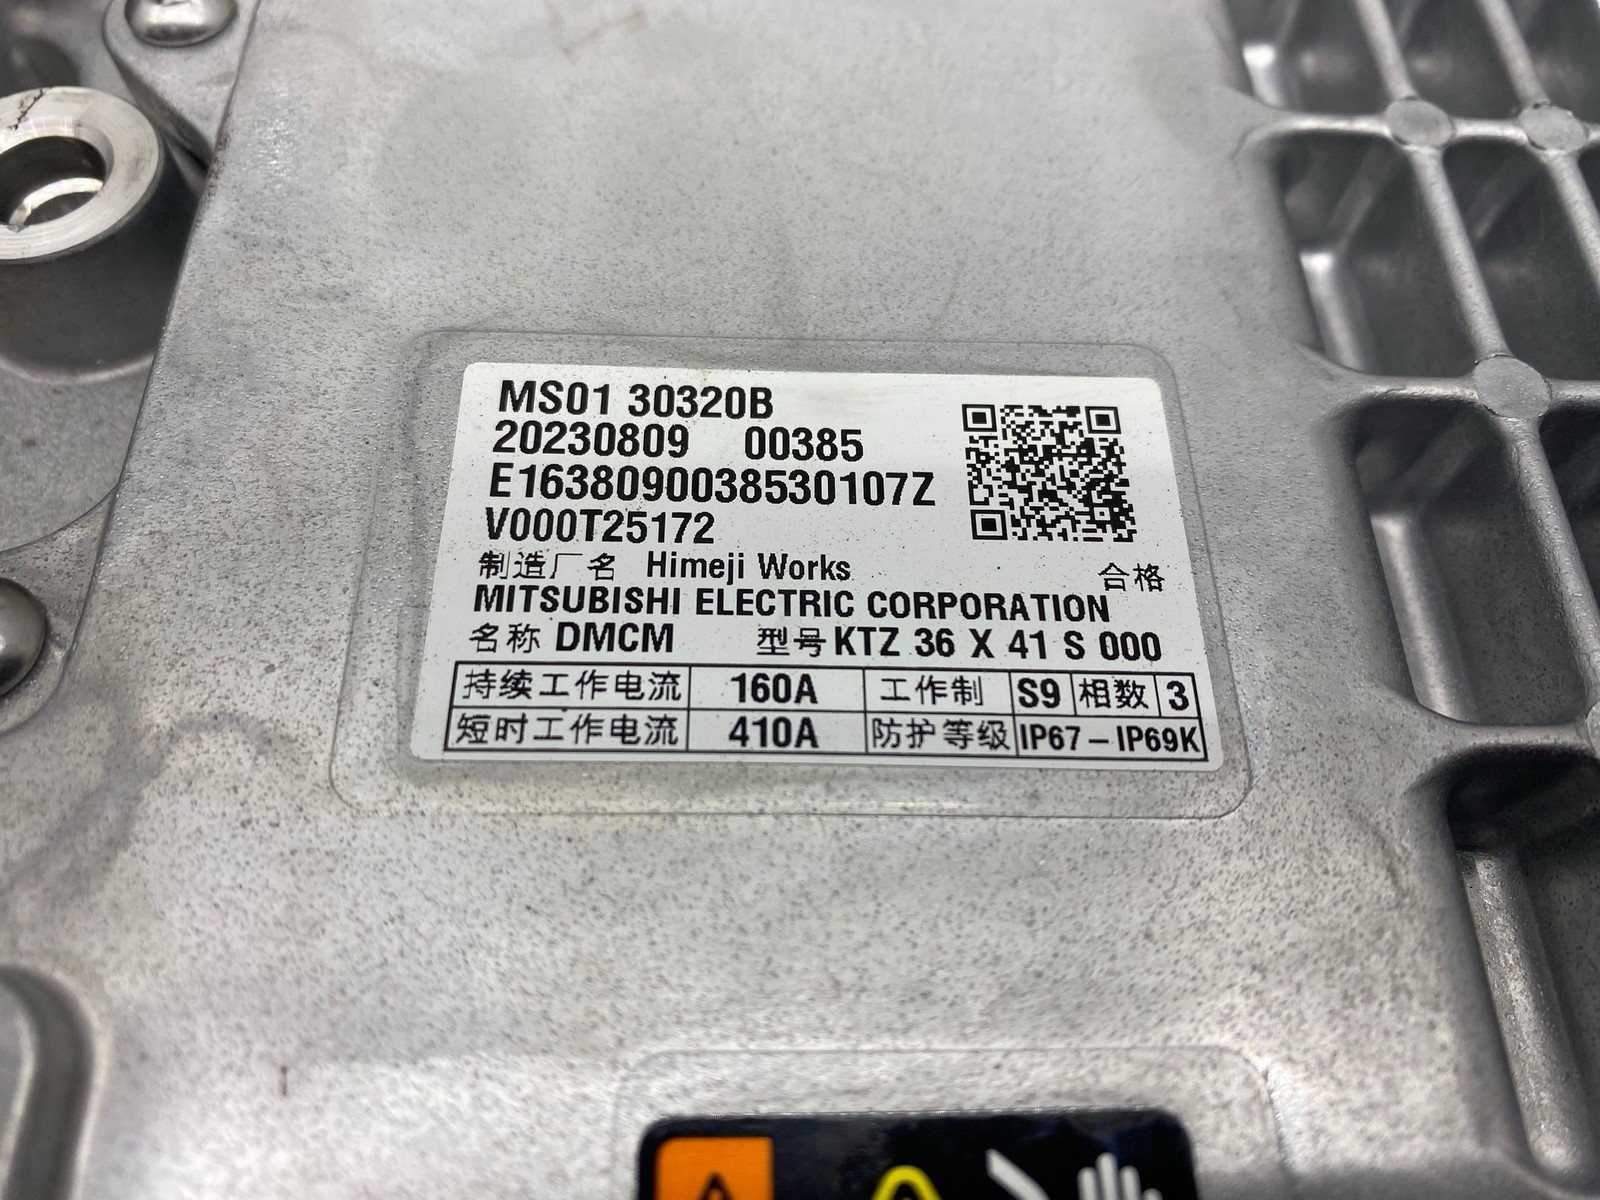 MS01 30320B
20230809 00385
E1638090038530107Z
V000T25172
制造厂名 Himeji Works
合格
MITSUBISHI ELECTRIC CORPORATION
名称 DMCM 型号 KTZ 36 X 41 S 000
持续工作电流 160A 工作制 S9 相数 3
短时工作电流 410A 防护等级 IP67-IP69K